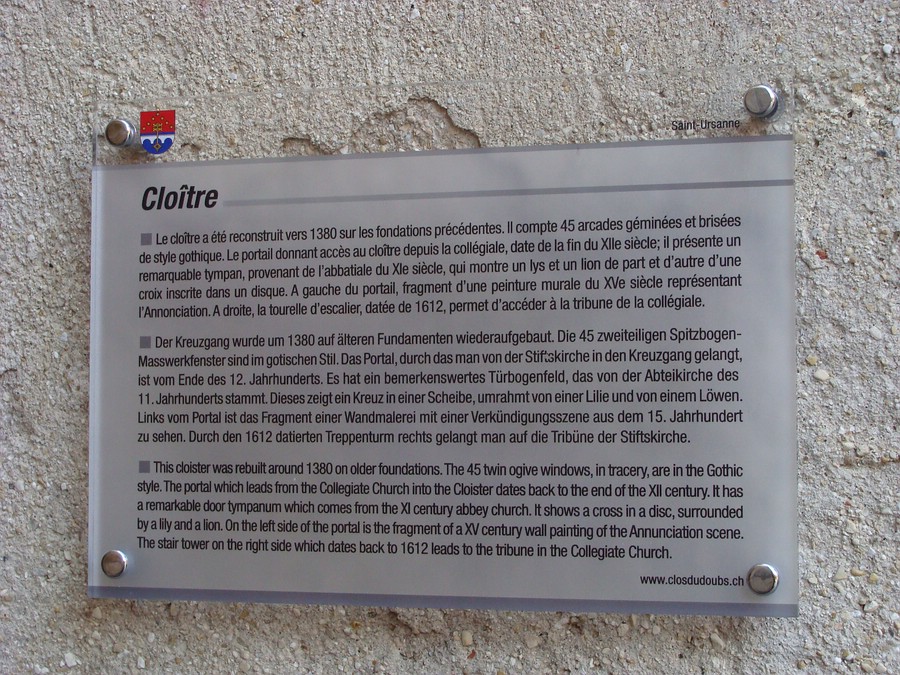 Saint-Ursanne
Cloître
Le cloître a été reconstruit vers 1380 sur les fondations précédentes. Il compte 45 arcades géminées et brisées
de style gothique. Le portail donnant accès au cloître depuis la collégiale, date de la fin du XIIe siècle; il présente un
remarquable tympan, provenant de l'abbatiale du XIe siècle, qui montre un lys et un lion de part et d'autre d'une
croix inscrite dans un disque. A gauche du portail, fragment d'une peinture murale du XVe siècle représentant
l'Annonciation. A droite, la tourelle d'escalier, datée de 1612, permet d'accéder à la tribune de la collégiale.
Der Kreuzgang wurde um 1380 auf älteren Fundamenten wiederaufgebaut. Die 45 zweiteiligen Spitzbogen-
Masswerkfenster sind im gotischen Stil. Das Portal, durch das man von der Stiftskirche in den Kreuzgang gelangt,
ist vom Ende des 12. Jahrhunderts. Es hat ein bemerkenswertes Türbogenfeld, das von der Abteikirche des
11. Jahrhunderts stammt. Dieses zeigt ein Kreuz in einer Scheibe, umrahmt von einer Lilie und von einem Löwen.
Links vom Portal ist das Fragment einer Wandmalerei mit einer Verkündigungsszene aus dem 15. Jahrhundert
zu sehen. Durch den 1612 datierten Treppenturm rechts gelangt man auf die Tribüne der Stiftskirche.
This cloister was rebuilt around 1380 on older foundations. The 45 twin ogive windows, in tracery, are in the Gothic
style. The portal which leads from the Collegiate Church into the Cloister dates back to the end of the XII century. It has
a remarkable door tympanum which comes from the XI century abbey church. It shows a cross in a disc, surrounded
by a lily and a lion. On the left side of the portal is the fragment of a XV century wall painting of the Annunciation scene.
The stair tower on the right side which dates back to 1612 leads to the tribune in the Collegiate Church.
www.closdudoubs.ch